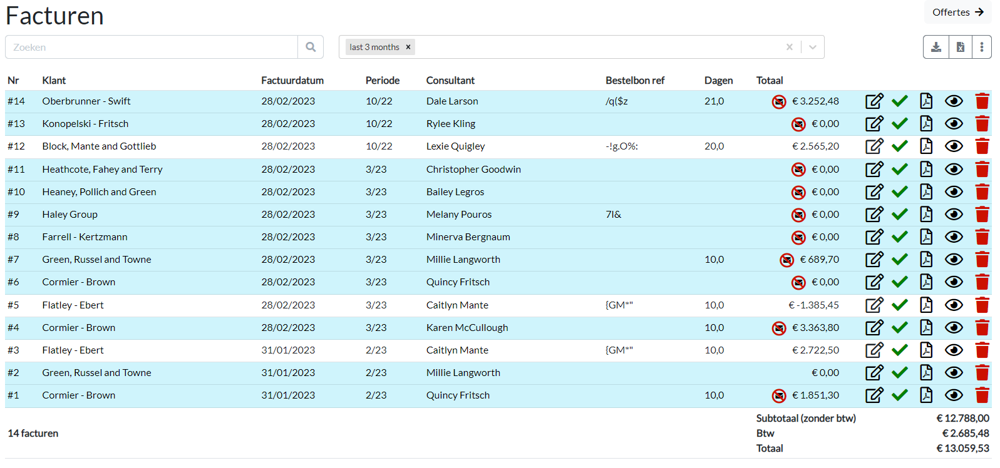 Facturen
Offertes
Zoeken
last 3 months ×
Nr Klant Factuurdatum Periode Consultant Bestelbon ref Dagen Totaal
#14 Oberbrunner - Swift 28/02/2023 10/22 Dale Larson /q($z 21,0 € 3.252,48
#13 Konopelski - Fritsch 28/02/2023 10/22 Rylee Kling € 0,00
#12 Block, Mante and Gottlieb 28/02/2023 10/22 Lexie Quigley -!g.O%: 20,0 € 2.565,20
#11 Heathcote, Fahey and Terry 28/02/2023 3/23 Christopher Goodwin € 0,00
#10 Heaney, Pollich and Green 28/02/2023 3/23 Bailey Legros € 0,00
#9 Haley Group 28/02/2023 3/23 Melany Pouros 7I& € 0,00
#8 Farrell - Kertzmann 28/02/2023 3/23 Minerva Bergnaum € 0,00
#7 Green, Russel and Towne 28/02/2023 3/23 Millie Langworth 10,0 € 689,70
#6 Cormier - Brown 28/02/2023 3/23 Quincy Fritsch € 0,00
#5 Flatley - Ebert 28/02/2023 3/23 Caitlyn Mante {GM*" 10,0 € -1.385,45
#4 Cormier - Brown 28/02/2023 3/23 Karen McCullough 10,0 € 3.363,80
#3 Flatley - Ebert 31/01/2023 2/23 Caitlyn Mante {GM*" 10,0 € 2.722,50
#2 Green, Russel and Towne 31/01/2023 2/23 Millie Langworth € 0,00
#1 Cormier - Brown 31/01/2023 2/23 Quincy Fritsch 10,0 € 1.851,30
14 facturen
Subtotaal (zonder btw) € 12.788,00
Btw € 2.685,48
Totaal € 13.059,53